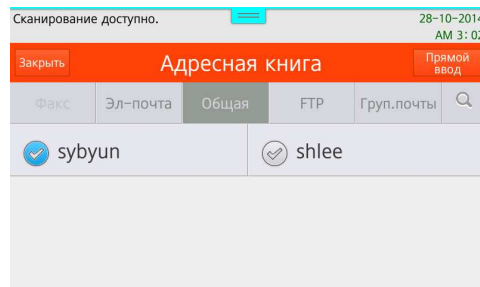 Сканирование доступно.
28-10-2014
AM 3: 02
Закрыть
Адресная книга
Прямой
ввод
Факс
Эл-почта
Общая
FTP
Груп.почты
sybyun
shlee